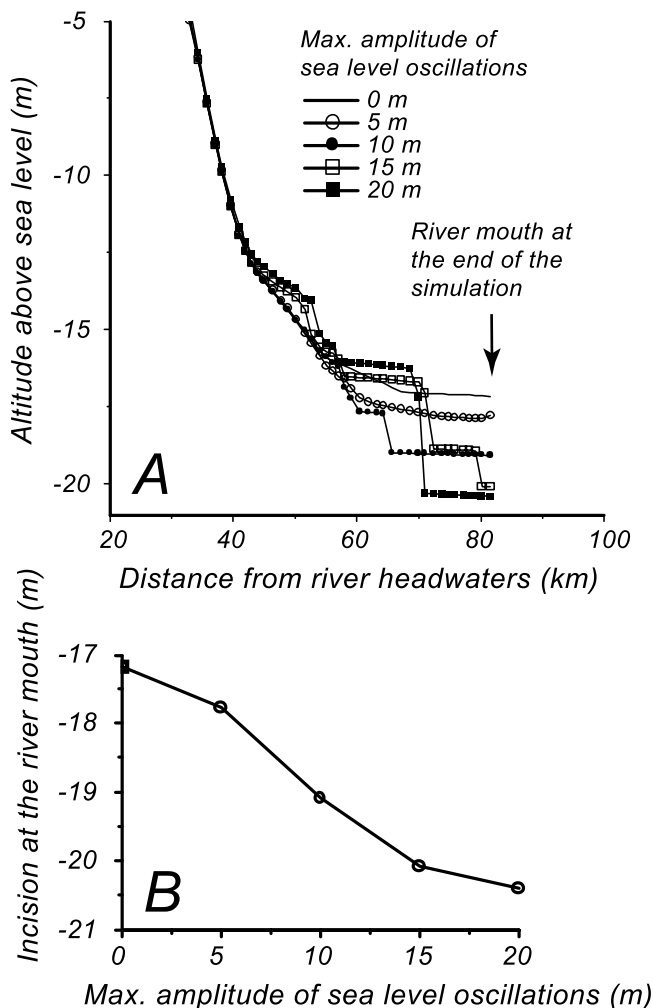 -5
Max. amplitude of
sea level oscillations
0 m
5 m
10 m
15 m
20 m
-10
River mouth at
the end of the
simulation
-15
-20
Altitude above sea level (m)
A
20 40 60 80 100
Distance from river headwaters (km)
-17
-18
-19
-20
-21
Incision at the river mouth (m)
B
0 5 10 15 20
Max. amplitude of sea level oscillations (m)